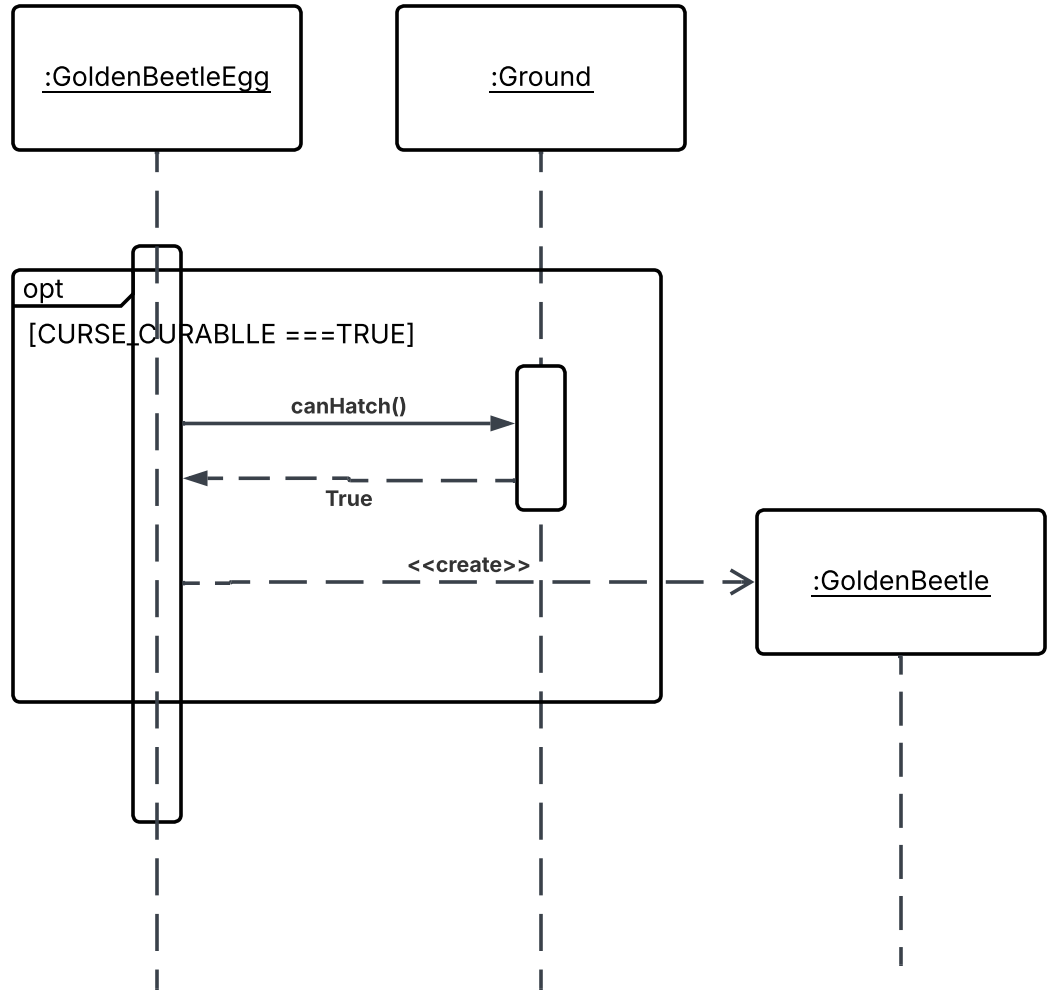 :GoldenBeetleEgg
:Ground
opt
[CURSE_CURABLLE ===TRUE]
canHatch()
True
<<create>>
:GoldenBeetle